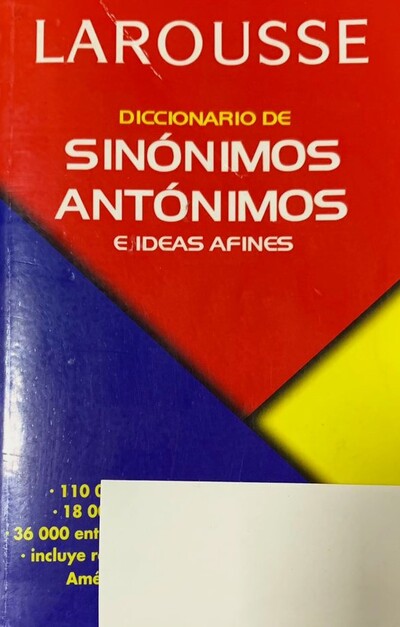 LAROUSSE
DICCIONARIO DE
SINÓNIMOS
ANTÓNIMOS
E IDEAS AFINES
· 110
· 18
· 36 000
· incluye